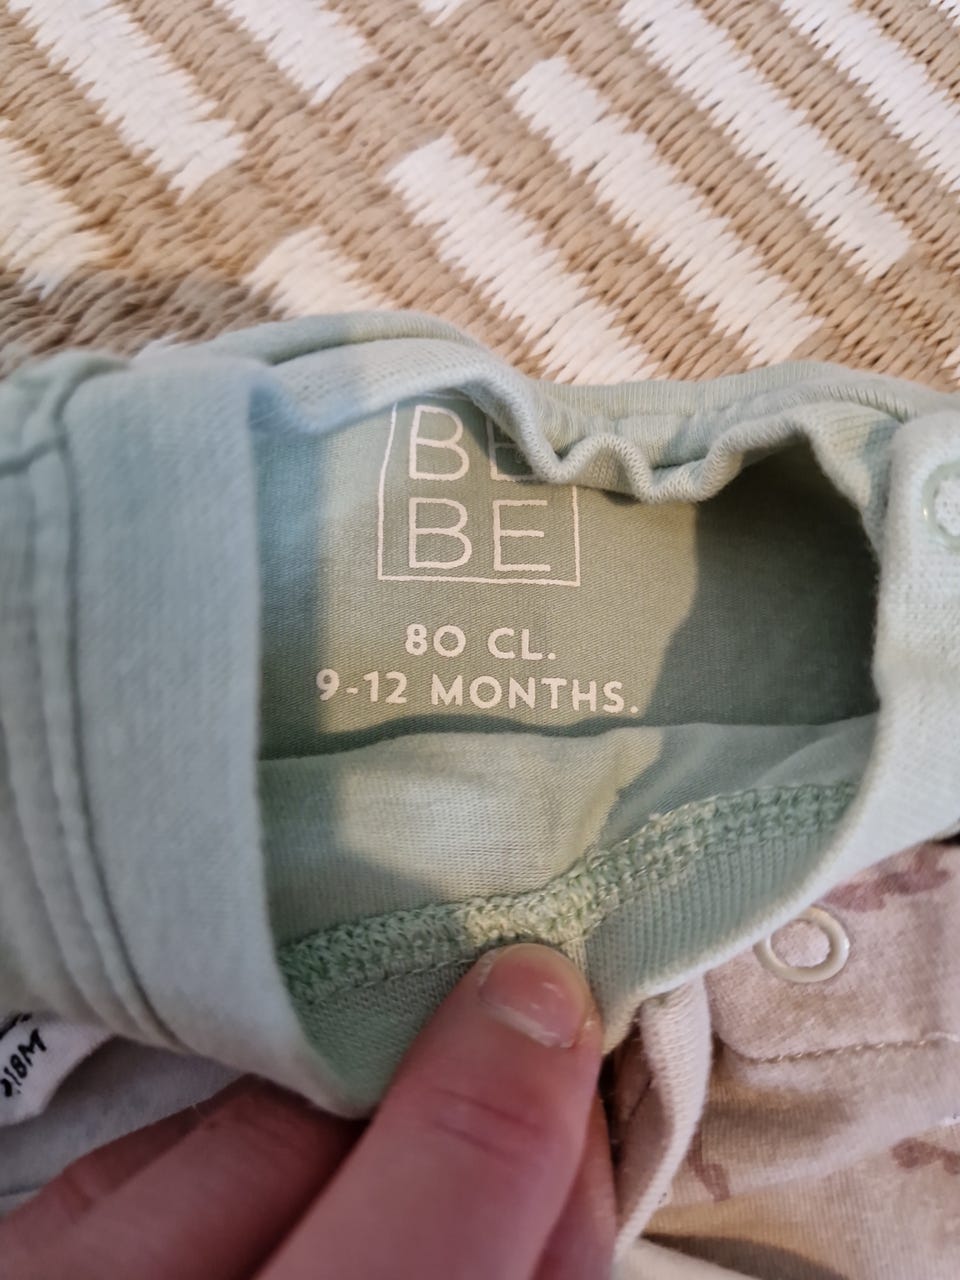 BE
BE
80 CL.
9-12 MONTHS.